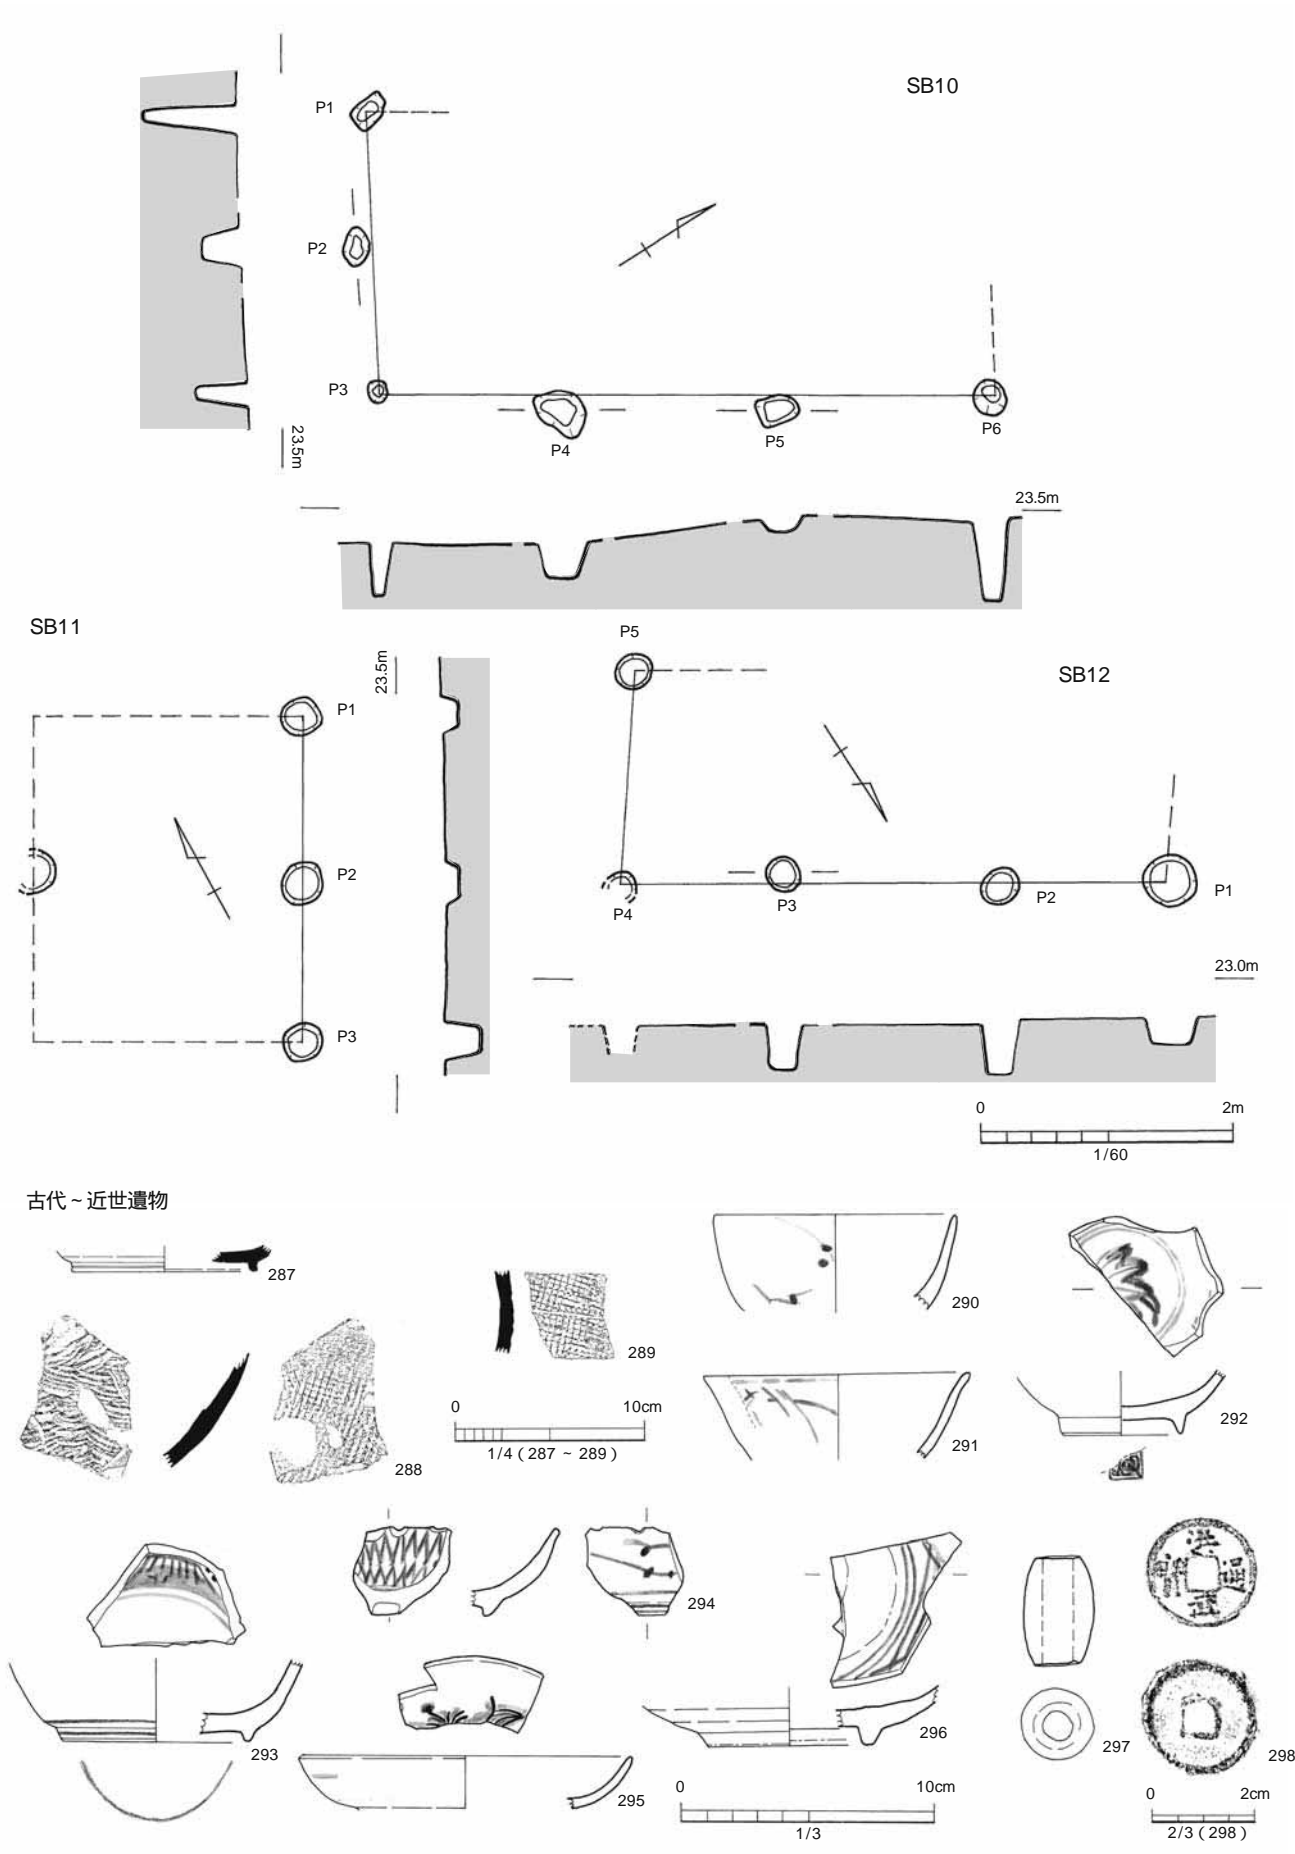 SB10
P1
P2
P3
P4
P5
P6
23.5m
23.5m
SB11
P1
P2
P3
23.5m
SB12
P5
P4
P3
P2
P1
23.0m
0 2m
1/60
古代~近世遺物
287
288
289
0 10cm
1/4(287 ~ 289)
290
291
292
293
294
295
296
297
298
0 10cm
1/3
0 2cm
2/3(298)